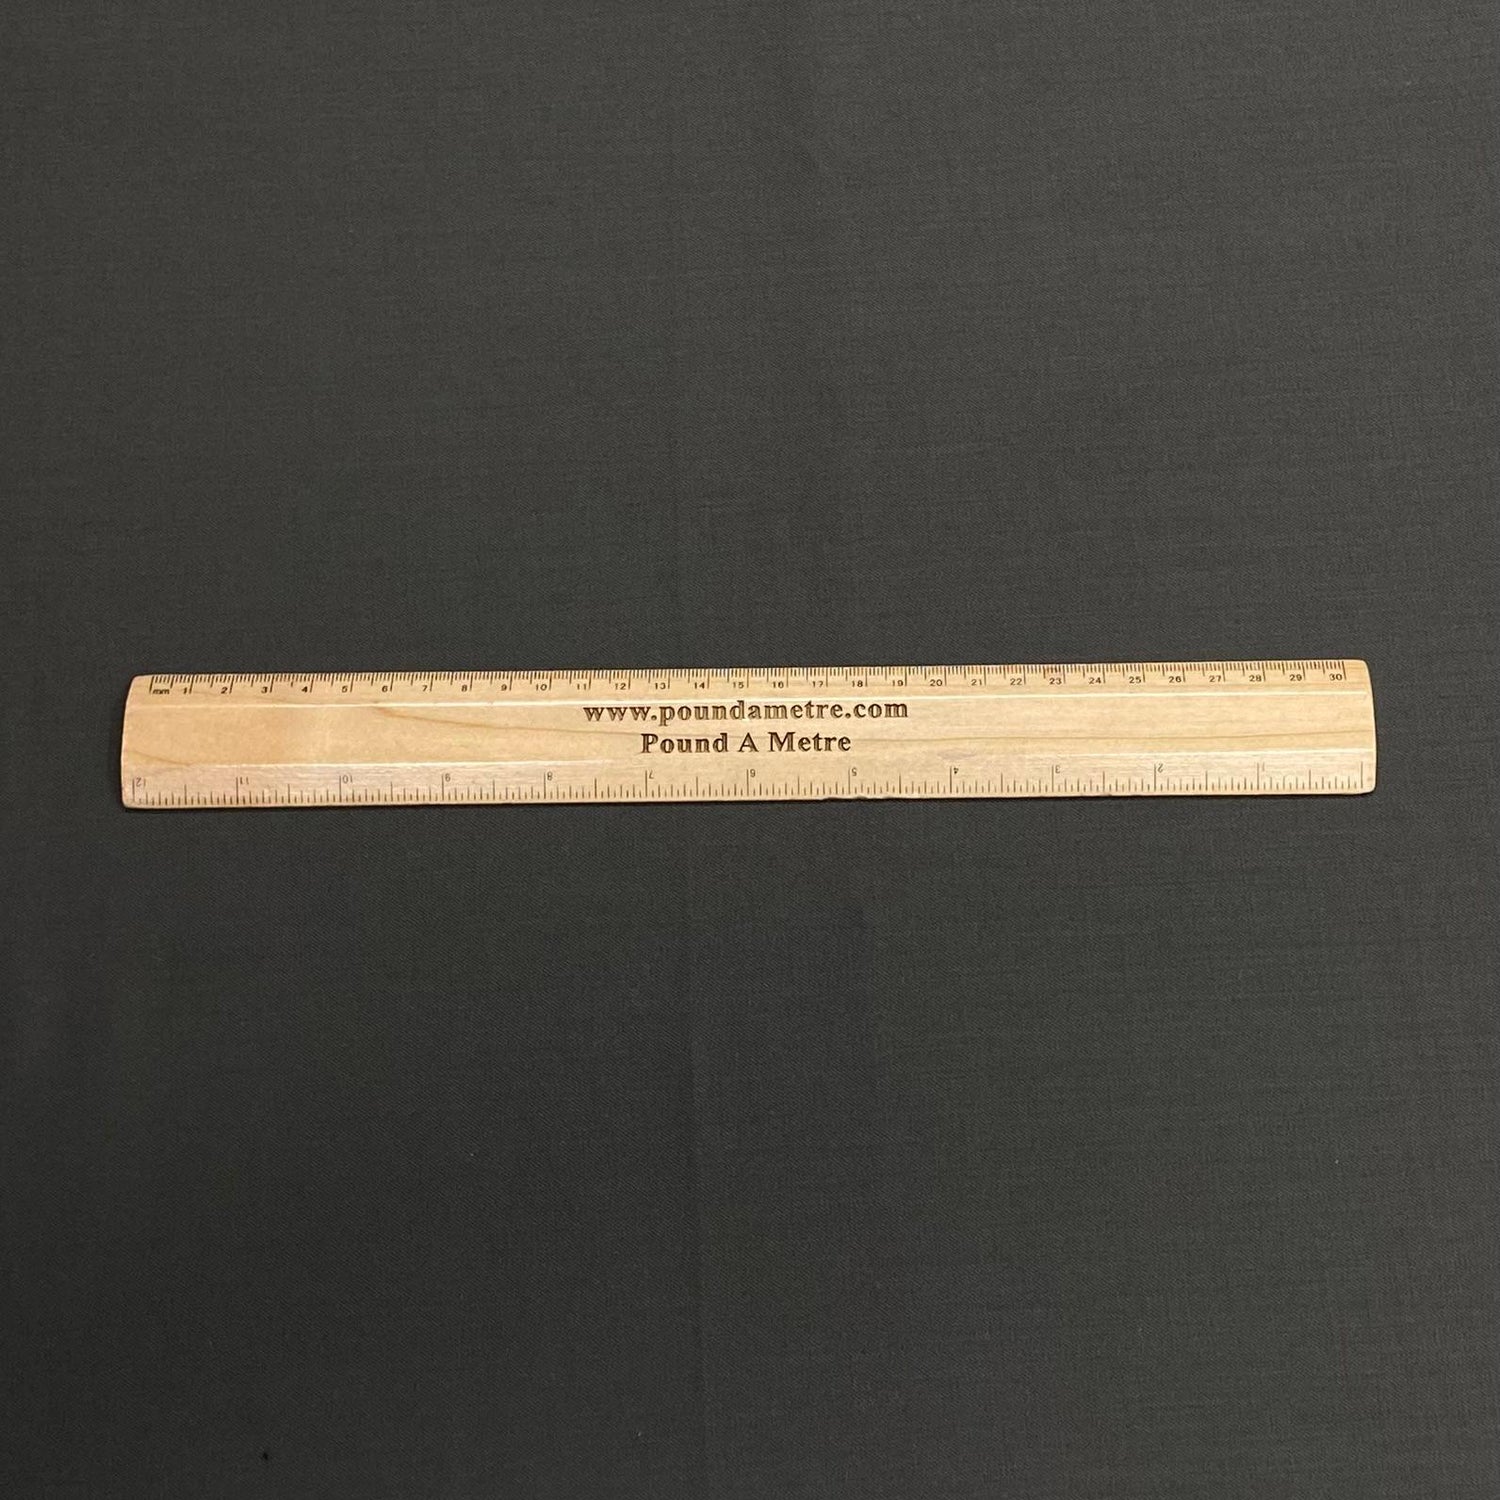 mm 1 2 3 4 5 6 7 8 9 10 11 12 13 14 15 16 17 18 19 20 21 22 23 24 25 26 27 28 29 30
www.poundametre.com
Pound A Metre
12 11 10 9 8 7 6 5 4 3 2 1